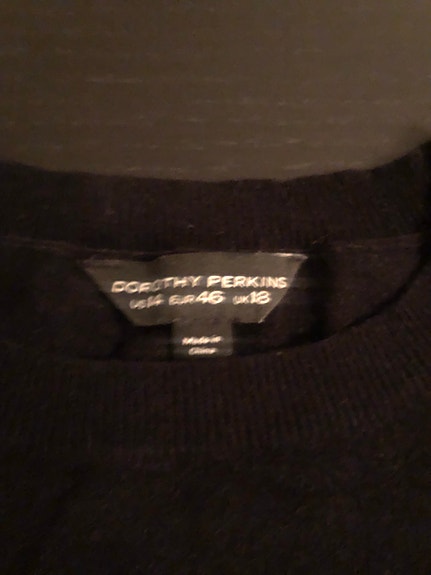 DOROTHY PERKINS
US14 EUR46 UK18
Made in
China